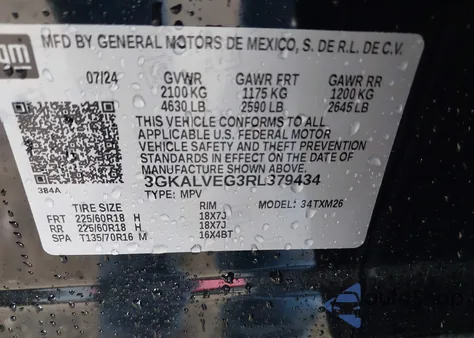 gm
MFD BY GENERAL MOTORS DE MEXICO, S. DE R.L. DE C.V.
07/24 GVWR GAWR FRT GAWR RR
2100 KG 1175 KG 1200 KG
4630 LB 2590 LB 2645 LB
THIS VEHICLE CONFORMS TO ALL
APPLICABLE U.S. FEDERAL MOTOR
VEHICLE SAFETY AND THEFT PREVENTION
STANDARDS IN EFFECT ON THE DATE OF
MANUFACTURE SHOWN ABOVE.
3GKALVEG3RL379434
384A TYPE: MPV MODEL: 34TXM26
TIRE SIZE RIM
FRT 225/60R18 H 18X7J
RR 225/60R18 H 18X7J
SPA T135/70R16 M 16X4BT